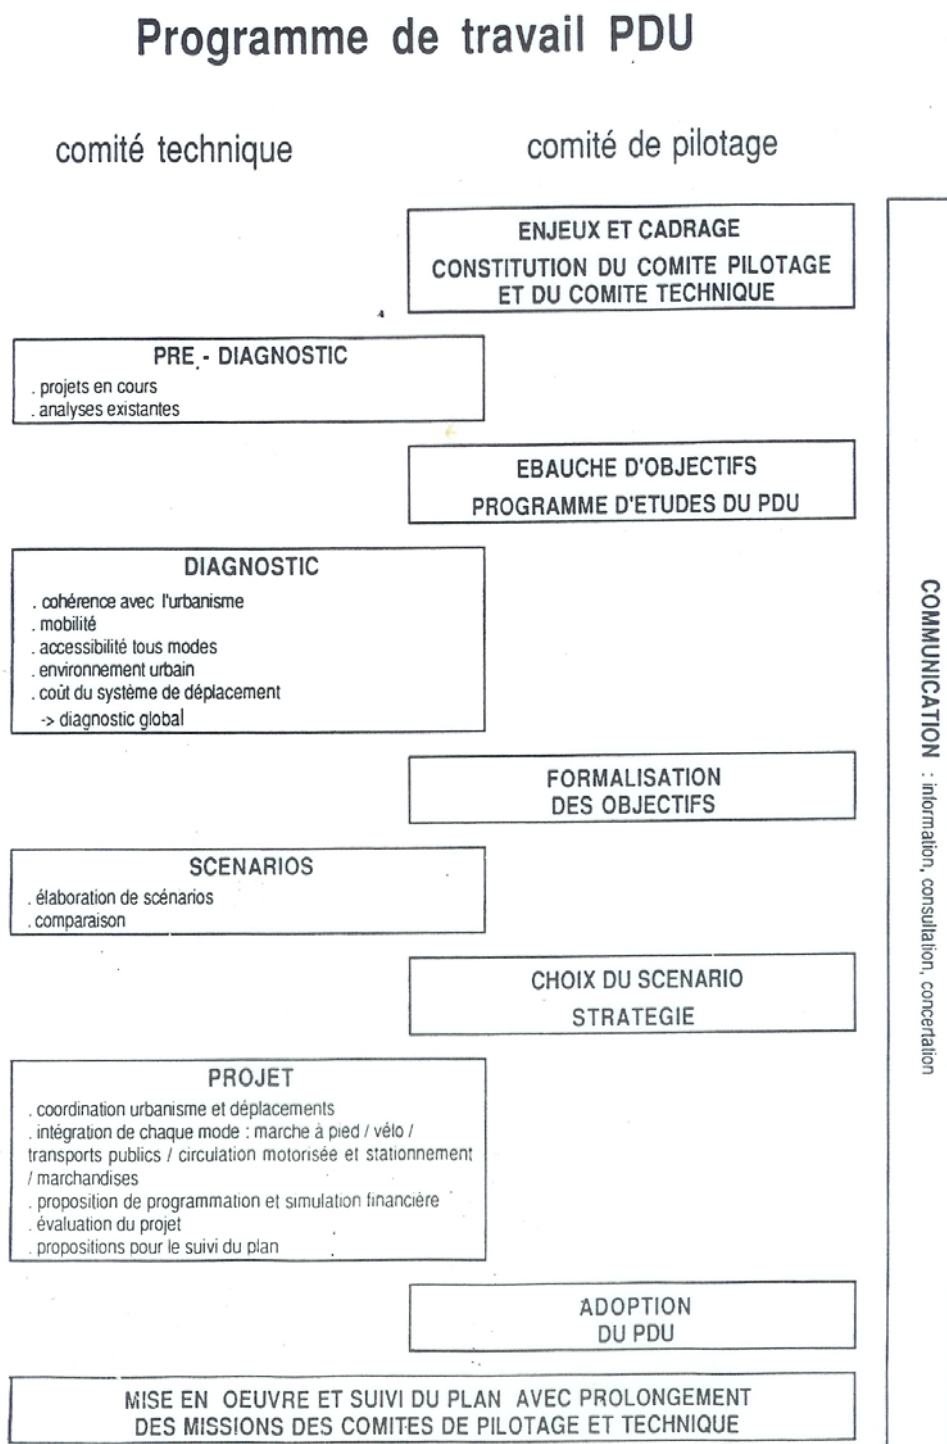 Programme de travail PDU
comité technique
comité de pilotage
ENJEUX ET CADRAGE
CONSTITUTION DU COMITE PILOTAGE
ET DU COMITE TECHNIQUE
PRE - DIAGNOSTIC
. projets en cours
. analyses existantes
EBAUCHE D'OBJECTIFS
PROGRAMME D'ETUDES DU PDU
DIAGNOSTIC
. cohérence avec l'urbanisme
. mobilité
. accessibilité tous modes
. environnement urbain
. coût du système de déplacement
-> diagnostic global
FORMALISATION
DES OBJECTIFS
SCENARIOS
. élaboration de scénarios
. comparaison
CHOIX DU SCENARIO
STRATEGIE
PROJET
. coordination urbanisme et déplacements
. intégration de chaque mode : marche à pied / vélo /
transports publics / circulation motorisée et stationnement
/ marchandises
. proposition de programmation et simulation financière
. évaluation du projet
. propositions pour le suivi du plan
ADOPTION
DU PDU
MISE EN OEUVRE ET SUIVI DU PLAN AVEC PROLONGEMENT
DES MISSIONS DES COMITES DE PILOTAGE ET TECHNIQUE
COMMUNICATION : information, consultation, concertation